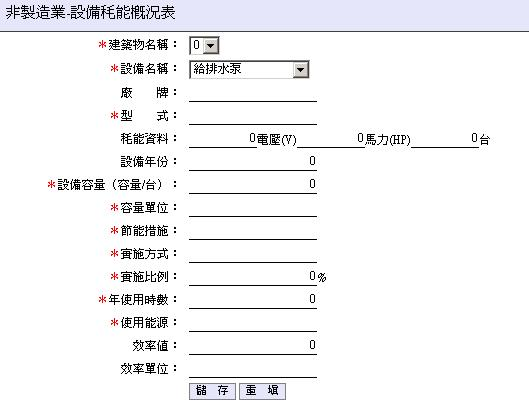 非製造業-設備耗能概況表
*建築物名稱： 0
*設備名稱： 給排水泵
廠　　牌：
*型　　式：
耗能資料： 0電壓(V) 0馬力(HP) 0台
設備年份： 0
*設備容量（容量/台）： 0
*容量單位：
*節能措施：
*實施方式：
*實施比例： 0%
*年使用時數： 0
*使用能源：
效率值： 0
效率單位：
儲　存 重　填